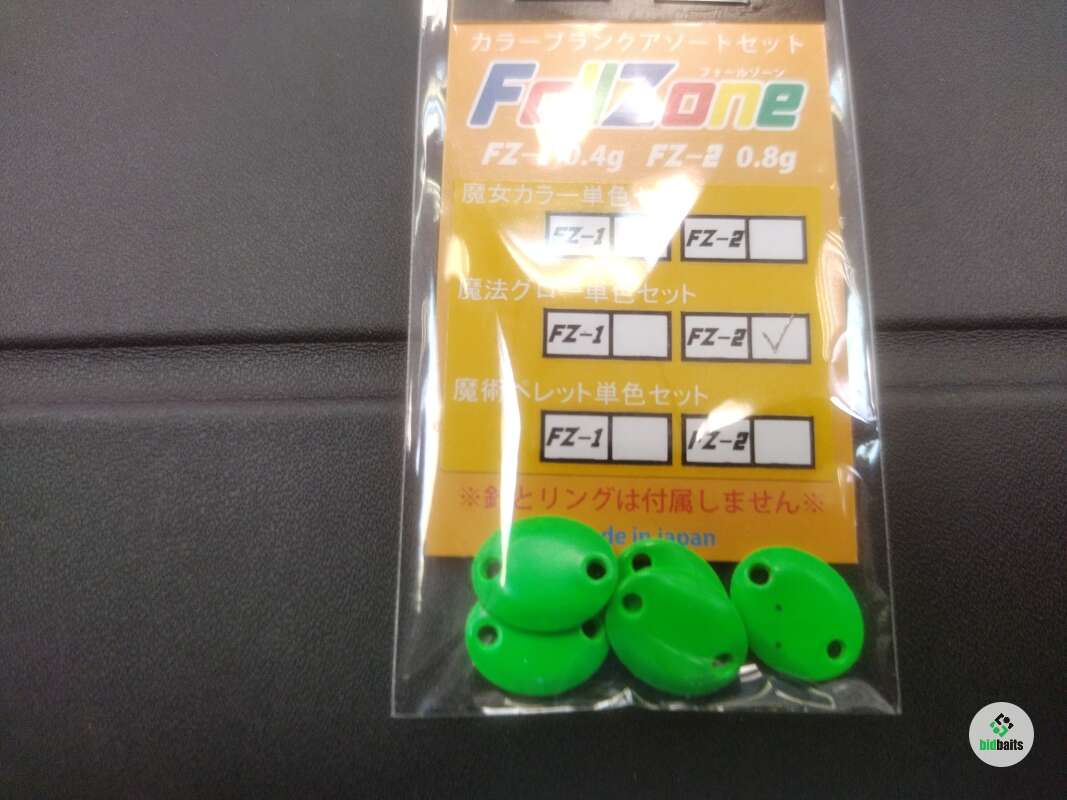 カラーブランクアソートセット
フォールゾーン
FallZone
FZ-1 0.4g FZ-2 0.8g
魔女カラー単色
FZ-1 FZ-2
魔法グロー単色セット
FZ-1 FZ-2 ✓
魔術ペレット単色セット
FZ-1 FZ-2
※針とリングは付属しません※
in japan
bidbaits